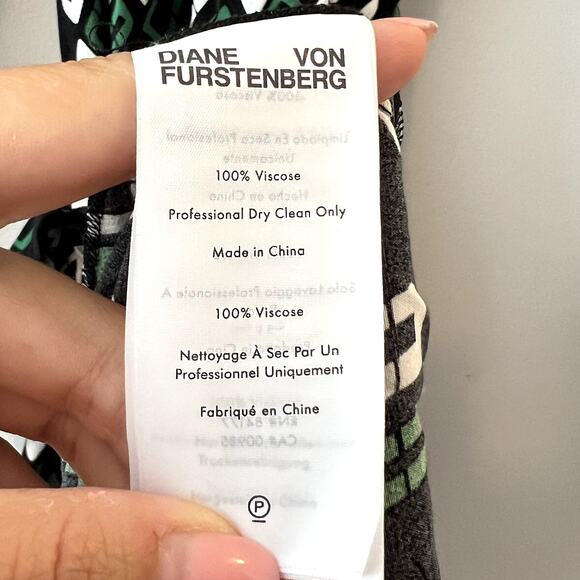 DIANE VON
FURSTENBERG
100% Viscose
Professional Dry Clean Only
Made in China
100% Viscose
Nettoyage À Sec Par Un
Professionnel Uniquement
Fabriqué en Chine
P